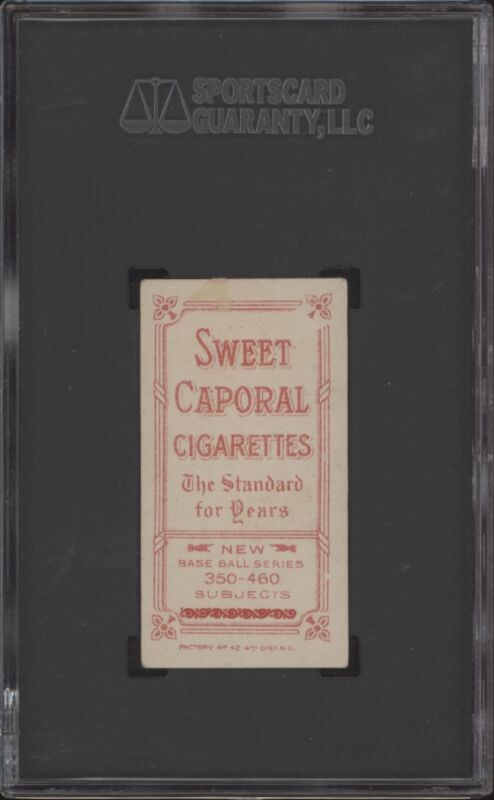 SPORTSCARD
GUARANTY, LLC
SWEET
CAPORAL
CIGARETTES
The Standard
for Years
NEW
BASE BALL SERIES
350-460
SUBJECTS
FACTORY Nº 42 4TH DIST. N.C.